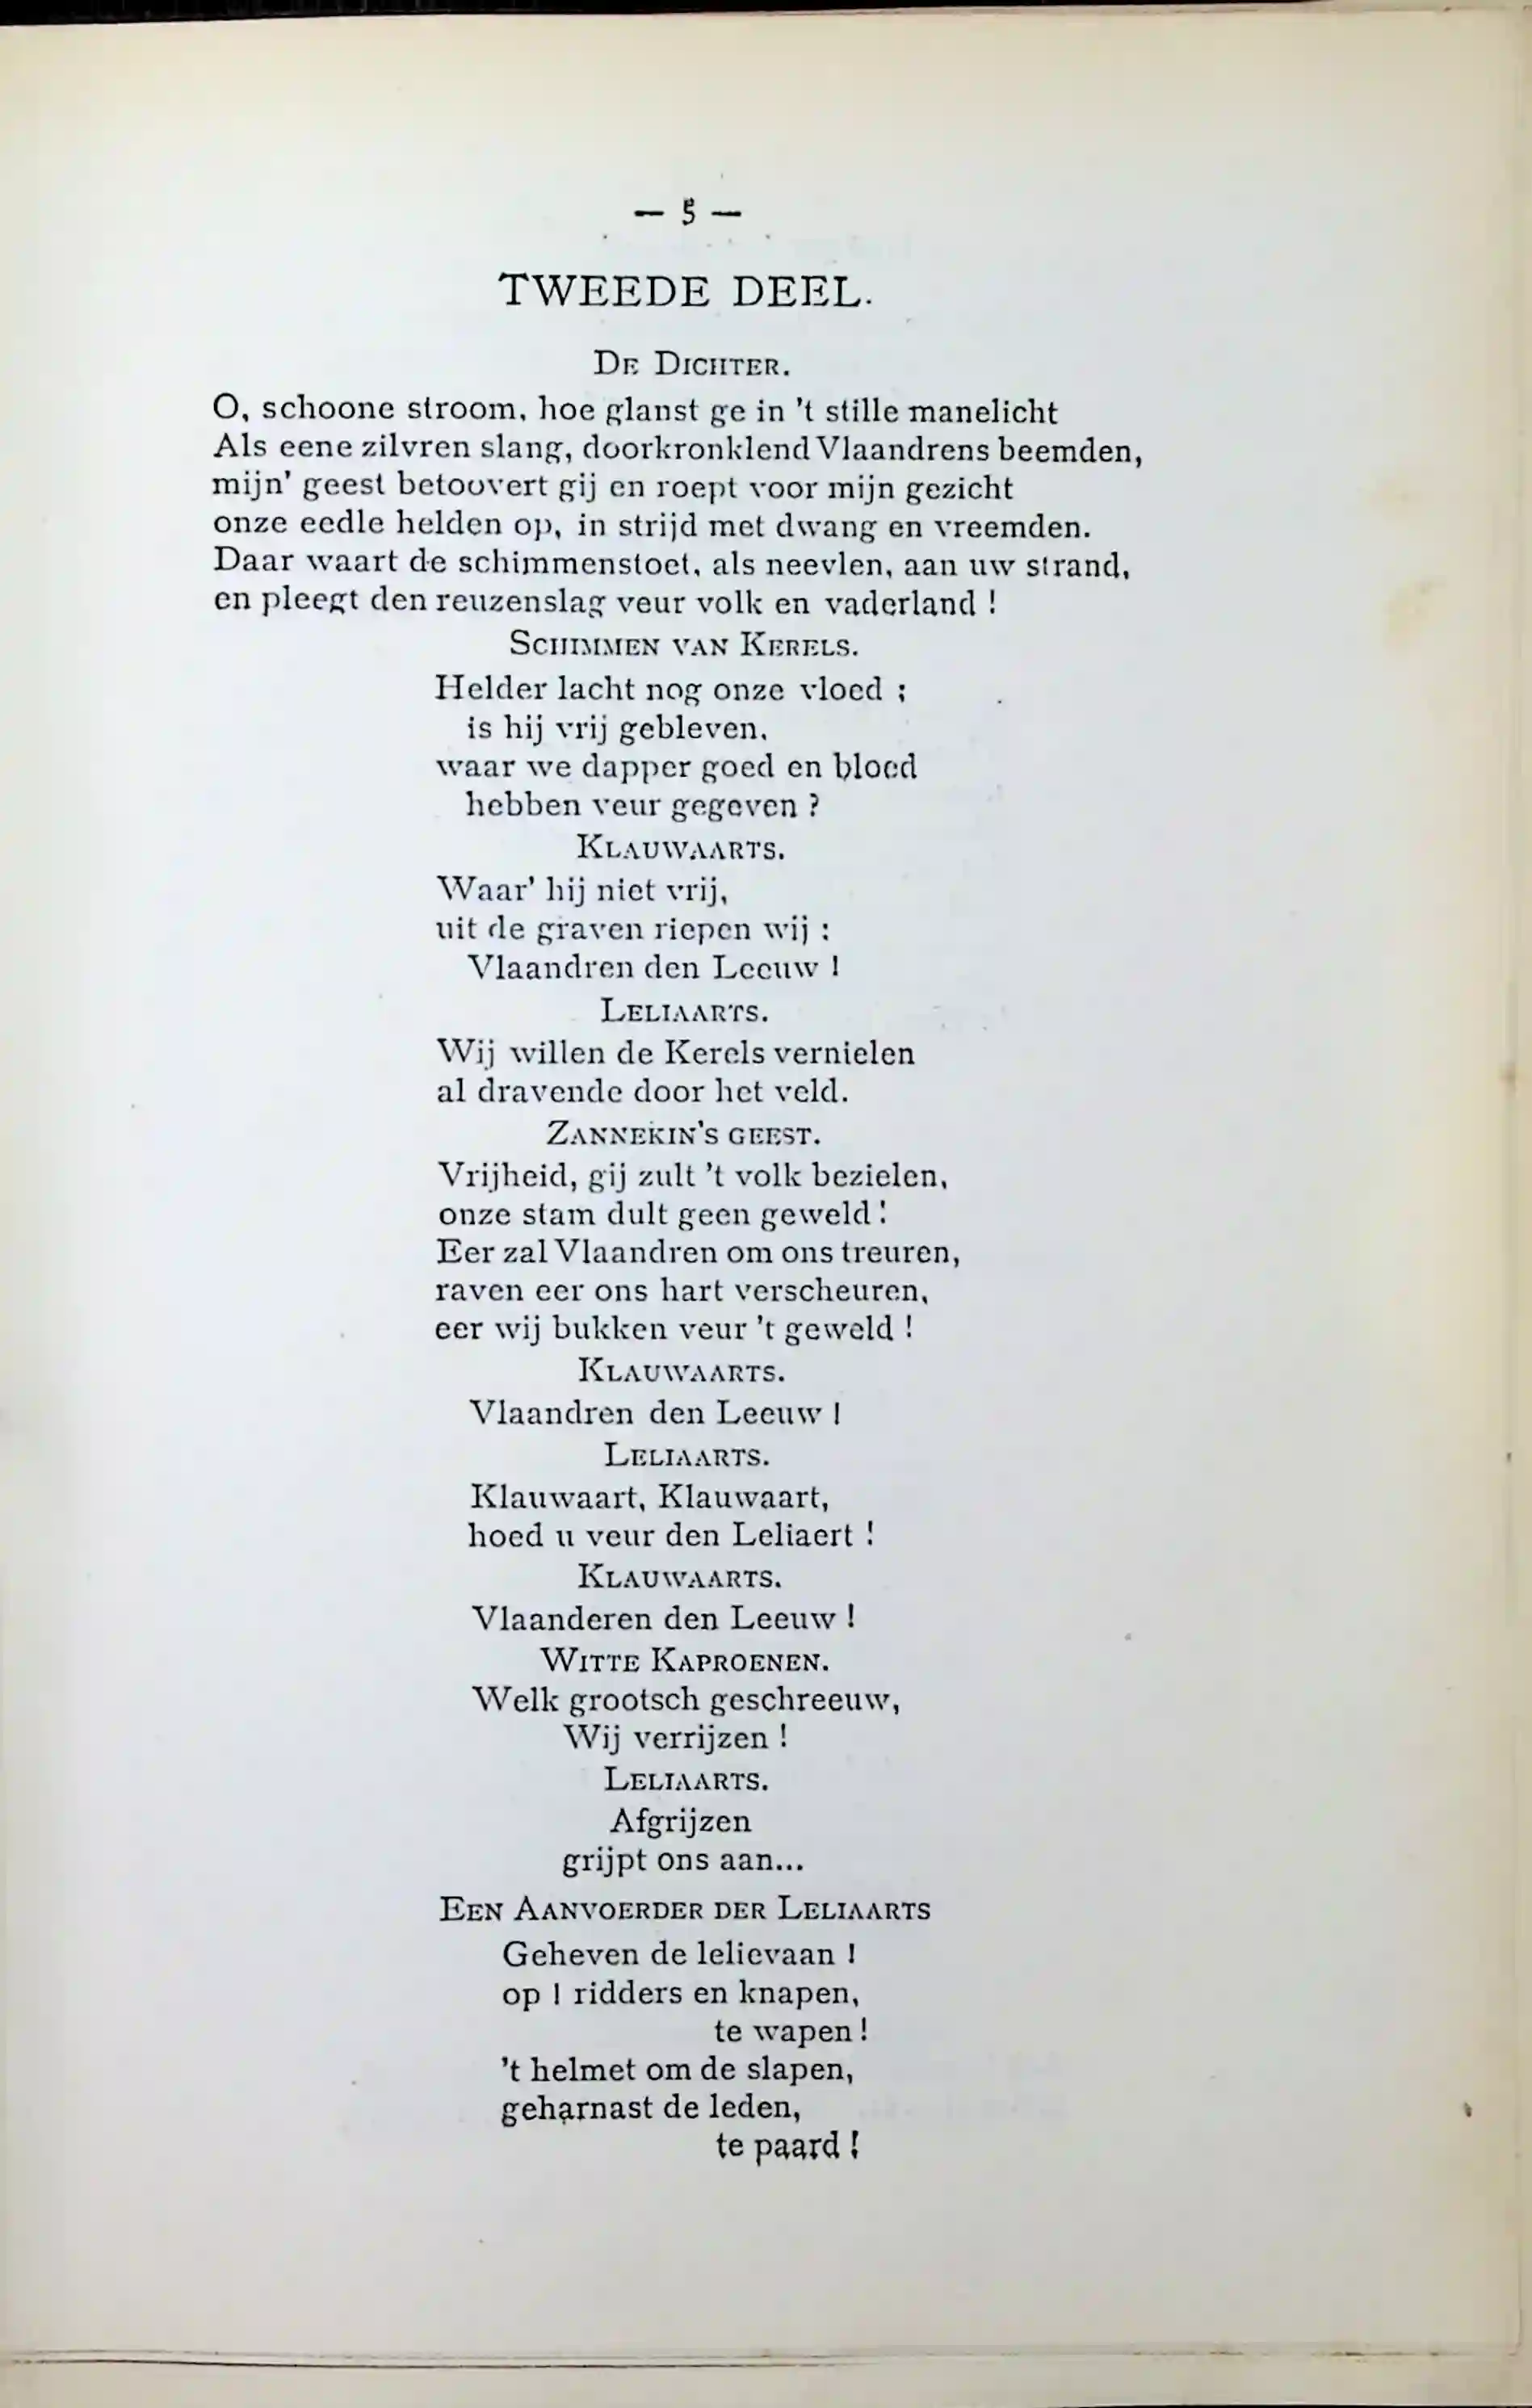 — 5 —
TWEEDE DEEL.
DE DICHTER.
O, schoone stroom, hoe glanst ge in 't stille manelicht
Als eene zilvren slang, doorkronklend Vlaandrens beemden,
mijn' geest betoovert gij en roept voor mijn gezicht
onze eedle helden op, in strijd met dwang en vreemden.
Daar waart de schimmenstoet, als neevlen, aan uw strand,
en pleegt den reuzenslag veur volk en vaderland !
SCHIMMEN VAN KERELS.
Helder lacht nog onze vloed ;
is hij vrij gebleven,
waar we dapper goed en bloed
hebben veur gegeven ?
KLAUWAARTS.
Waar' hij niet vrij,
uit de graven riepen wij :
Vlaandren den Leeuw !
LELIAARTS.
Wij willen de Kerels vernielen
al dravende door het veld.
ZANNEKIN'S GEEST.
Vrijheid, gij zult 't volk bezielen,
onze stam dult geen geweld !
Eer zal Vlaandren om ons treuren,
raven eer ons hart verscheuren,
eer wij bukken veur 't geweld !
KLAUWAARTS.
Vlaandren den Leeuw !
LELIAARTS.
Klauwaart, Klauwaart,
hoed u veur den Leliaert !
KLAUWAARTS.
Vlaanderen den Leeuw !
WITTE KAPROENEN.
Welk grootsch geschreeuw,
Wij verrijzen !
LELIAARTS.
Afgrijzen
grijpt ons aan...
EEN AANVOERDER DER LELIAARTS
Geheven de lelievaan !
op ! ridders en knapen,
te wapen !
't helmet om de slapen,
geharnast de leden,
te paard !